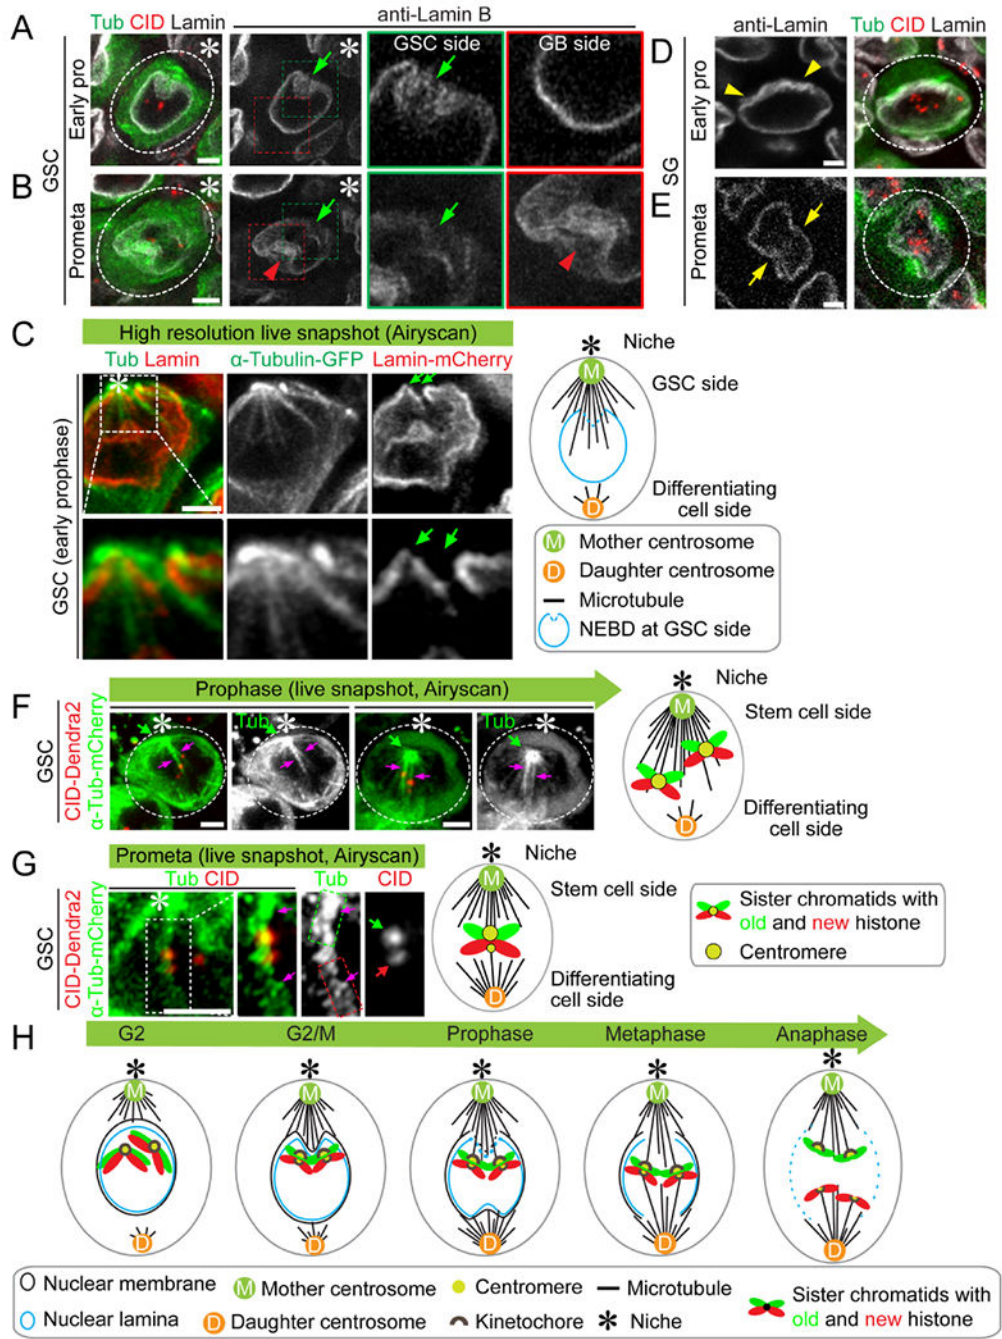 A
Tub CID Lamin
anti-Lamin B
GSC side
GB side
GSC
Early pro
B
Prometa
D
anti-Lamin
Tub CID Lamin
SG
Early pro
E
Prometa
C
High resolution live snapshot (Airyscan)
Tub Lamin
α-Tubulin-GFP
Lamin-mCherry
GSC (early prophase)
Niche
M
GSC side
Differentiating
cell side
D
M Mother centrosome
D Daughter centrosome
Microtubule
NEBD at GSC side
F
Prophase (live snapshot, Airyscan)
GSC
CID-Dendra2
α-Tub-mCherry
Tub
Tub
Niche
M
Stem cell side
Differentiating
cell side
D
G
Prometa (live snapshot, Airyscan)
Tub CID
Tub
CID
GSC
CID-Dendra2
α-Tub-mCherry
Niche
M
Stem cell side
Differentiating
cell side
D
Sister chromatids with
old and new histone
Centromere
H
G2
G2/M
Prophase
Metaphase
Anaphase
M
M
M
M
M
D
D
D
D
D
Nuclear membrane
M Mother centrosome
Centromere
Microtubule
Sister chromatids with
old and new histone
Nuclear lamina
D Daughter centrosome
Kinetochore
Niche